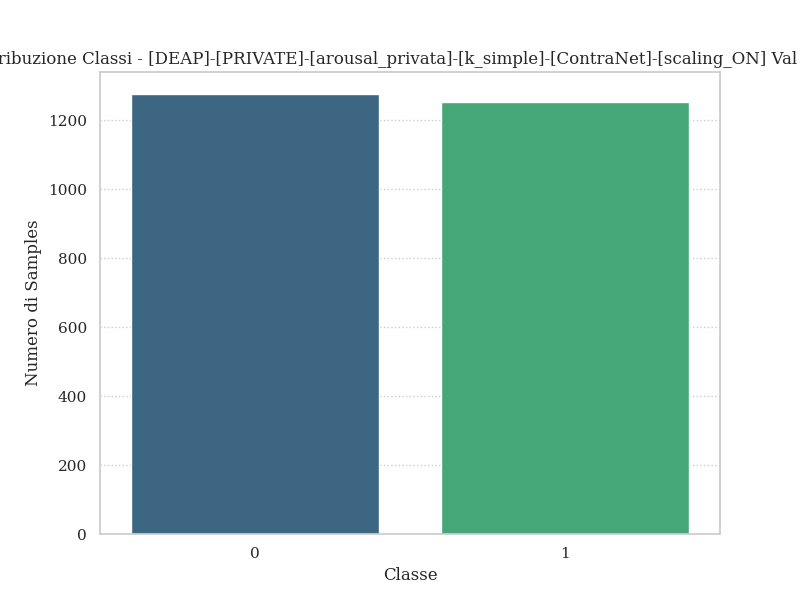 ribuzione Classi - [DEAP]-[PRIVATE]-[arousal_privata]-[k_simple]-[ContraNet]-[scaling_ON] Val
1200
1000
800
600
400
200
0
Numero di Samples
0 1
Classe